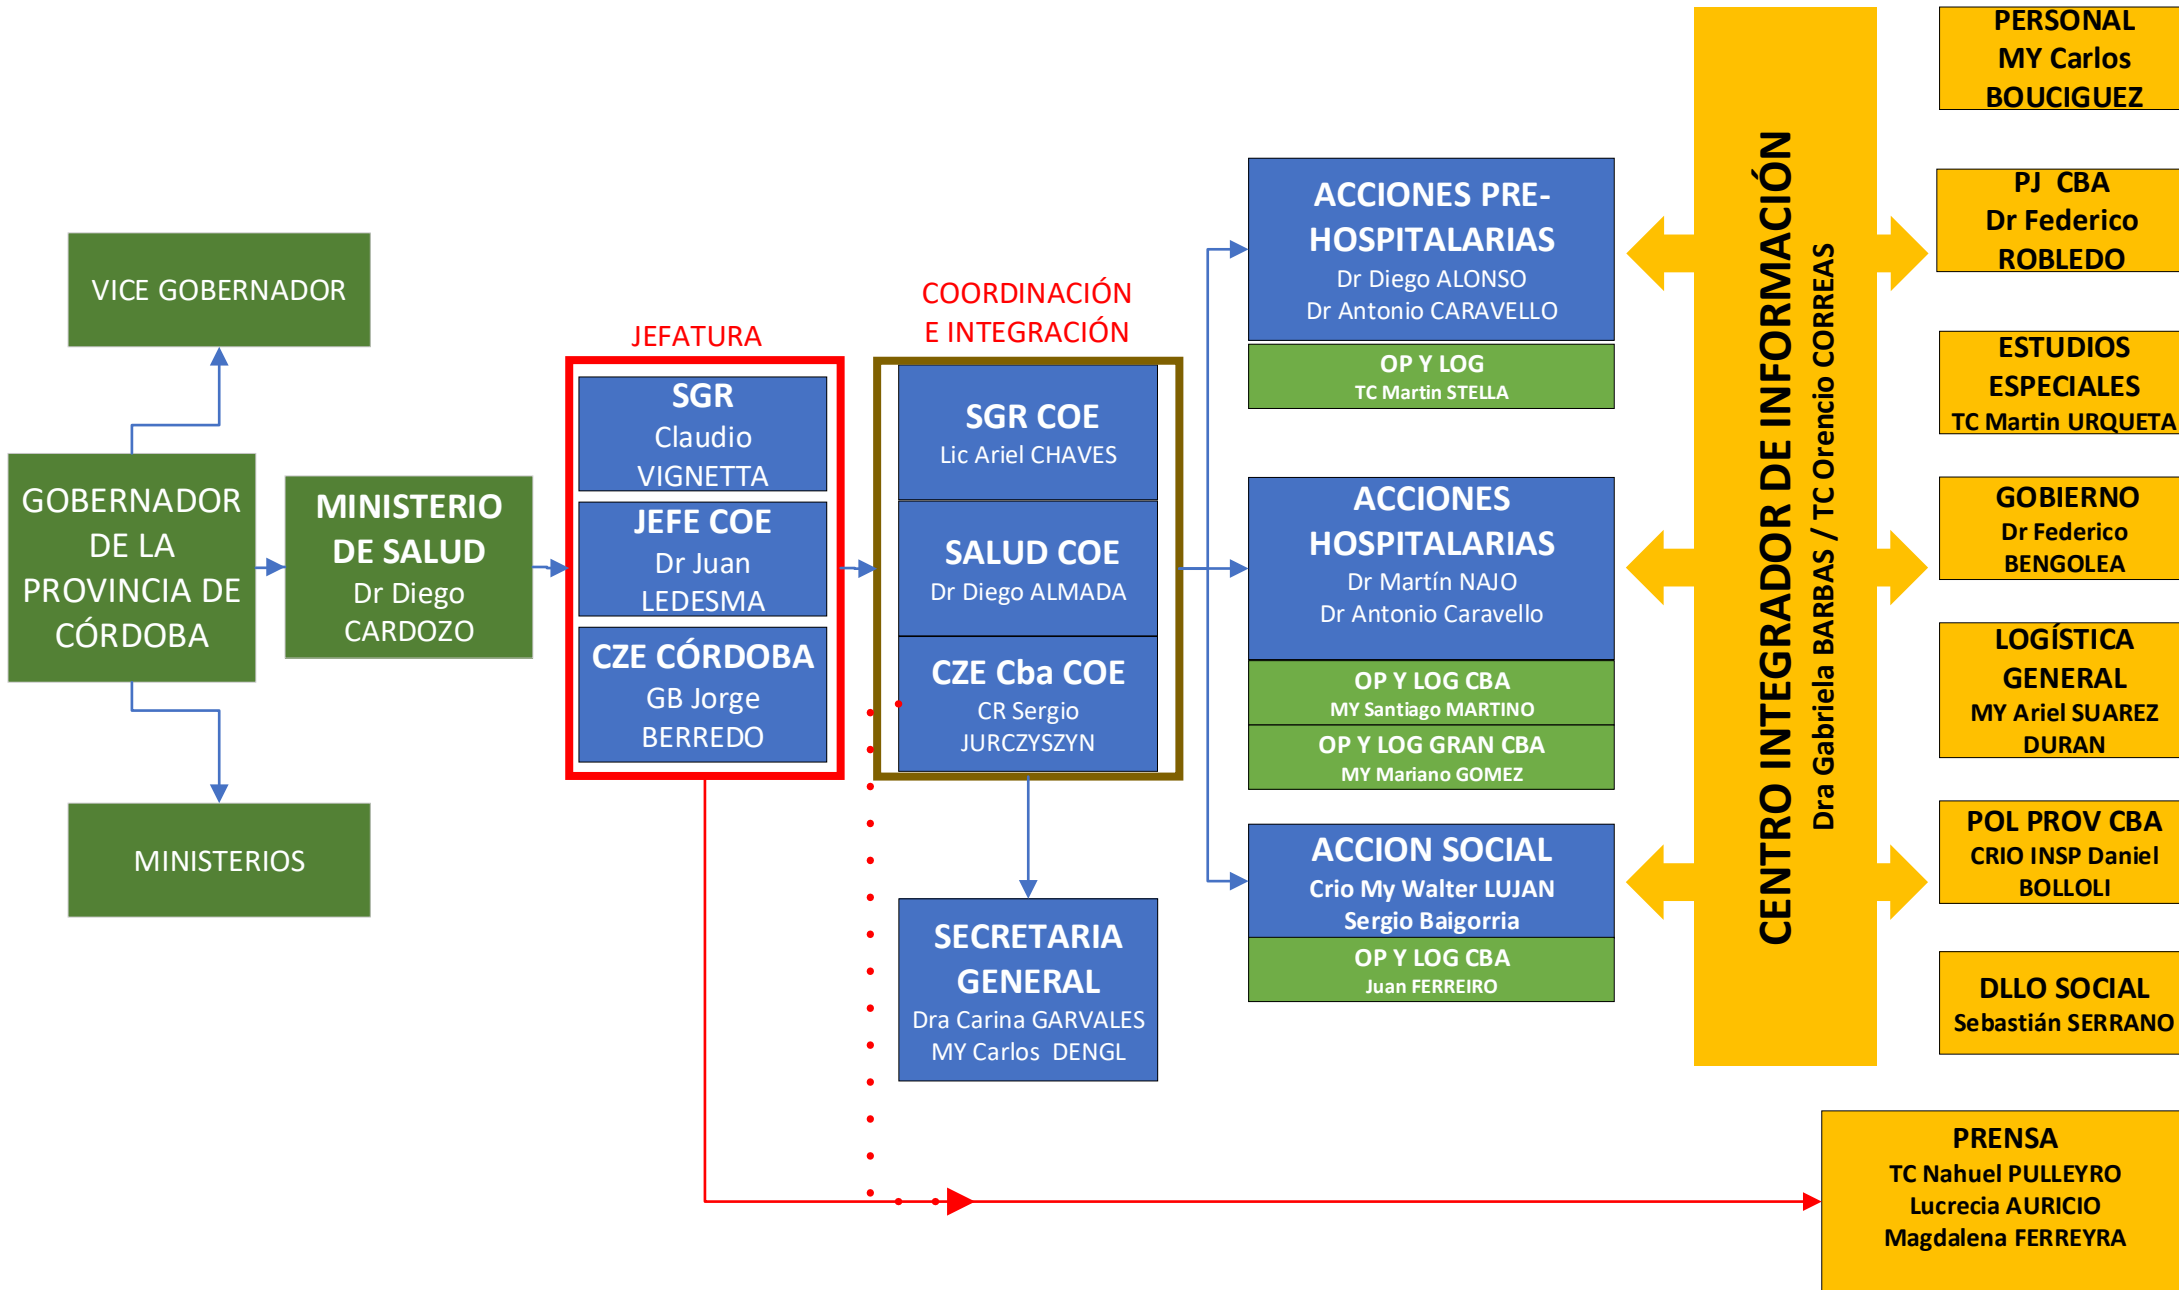 VICE GOBERNADOR
GOBERNADOR
DE LA
PROVINCIA DE
CÓRDOBA
MINISTERIOS
MINISTERIO
DE SALUD
Dr Diego
CARDOZO
JEFATURA
SGR
Claudio
VIGNETTA
JEFE COE
Dr Juan
LEDESMA
CZE CÓRDOBA
GB Jorge
BERREDO
COORDINACIÓN
E INTEGRACIÓN
SGR COE
Lic Ariel CHAVES
SALUD COE
Dr Diego ALMADA
CZE Cba COE
CR Sergio
JURCZYSZYN
SECRETARIA
GENERAL
Dra Carina GARVALES
MY Carlos DENGL
ACCIONES PRE-
HOSPITALARIAS
Dr Diego ALONSO
Dr Antonio CARAVELLO
OP Y LOG
TC Martin STELLA
ACCIONES
HOSPITALARIAS
Dr Martín NAJO
Dr Antonio Caravello
OP Y LOG CBA
MY Santiago MARTINO
OP Y LOG GRAN CBA
MY Mariano GOMEZ
ACCION SOCIAL
Crio My Walter LUJAN
Sergio Baigorria
OP Y LOG CBA
Juan FERREIRO
CENTRO INTEGRADOR DE INFORMACIÓN
Dra Gabriela BARBAS / TC Orencio CORREAS
PERSONAL
MY Carlos
BOUCIGUEZ
PJ CBA
Dr Federico
ROBLEDO
ESTUDIOS
ESPECIALES
TC Martin URQUETA
GOBIERNO
Dr Federico
BENGOLEA
LOGÍSTICA
GENERAL
MY Ariel SUAREZ
DURAN
POL PROV CBA
CRIO INSP Daniel
BOLLOLI
DLLO SOCIAL
Sebastián SERRANO
PRENSA
TC Nahuel PULLEYRO
Lucrecia AURICIO
Magdalena FERREYRA